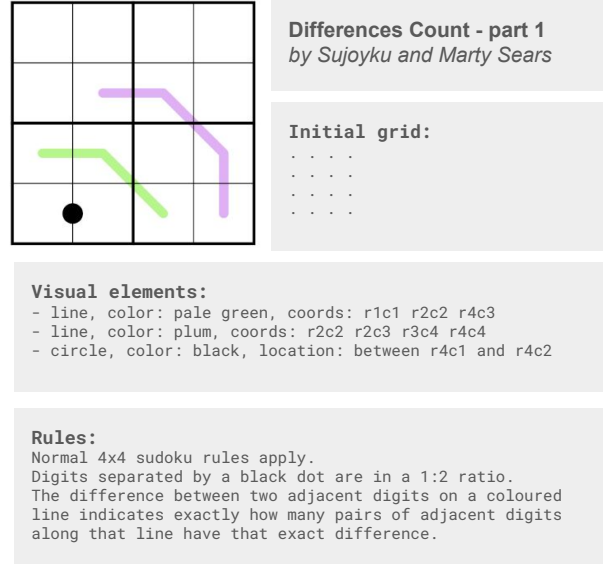 Differences Count - part 1
by Sujoyku and Marty Sears
Initial grid:
. . . .
. . . .
. . . .
. . . .
Visual elements:
- line, color: pale green, coords: r1c1 r2c2 r4c3
- line, color: plum, coords: r2c2 r2c3 r3c4 r4c4
- circle, color: black, location: between r4c1 and r4c2
Rules:
Normal 4x4 sudoku rules apply.
Digits separated by a black dot are in a 1:2 ratio.
The difference between two adjacent digits on a coloured
line indicates exactly how many pairs of adjacent digits
along that line have that exact difference.